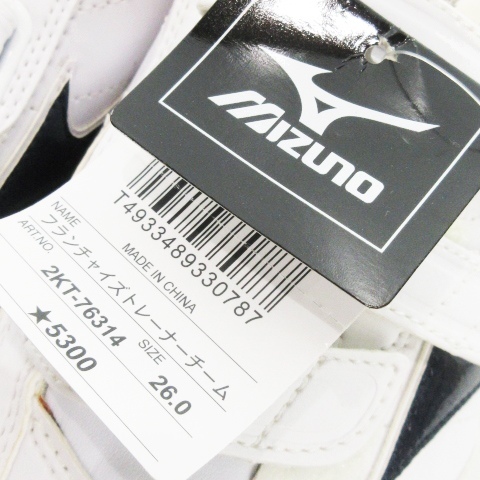 MIZUNO
T4933489330787
MADE IN CHINA
NAME
フランチャイズトレーナーチーム
ART.NO.
2KT-76314
SIZE
26.0
★5300